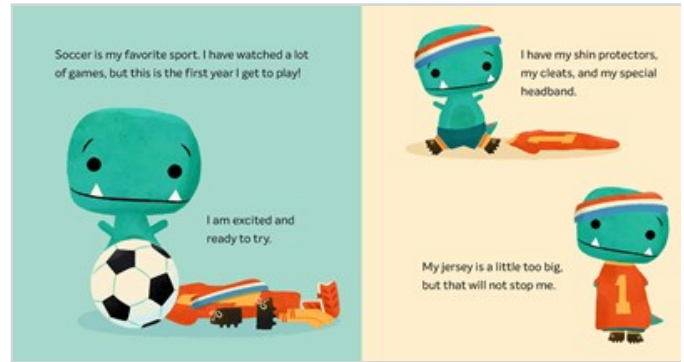 Soccer is my favorite sport. I have watched a lot
of games, but this is the first year I get to play!
I am excited and
ready to try.
I have my shin protectors,
my cleats, and my special
headband.
My jersey is a little too big,
but that will not stop me.
1